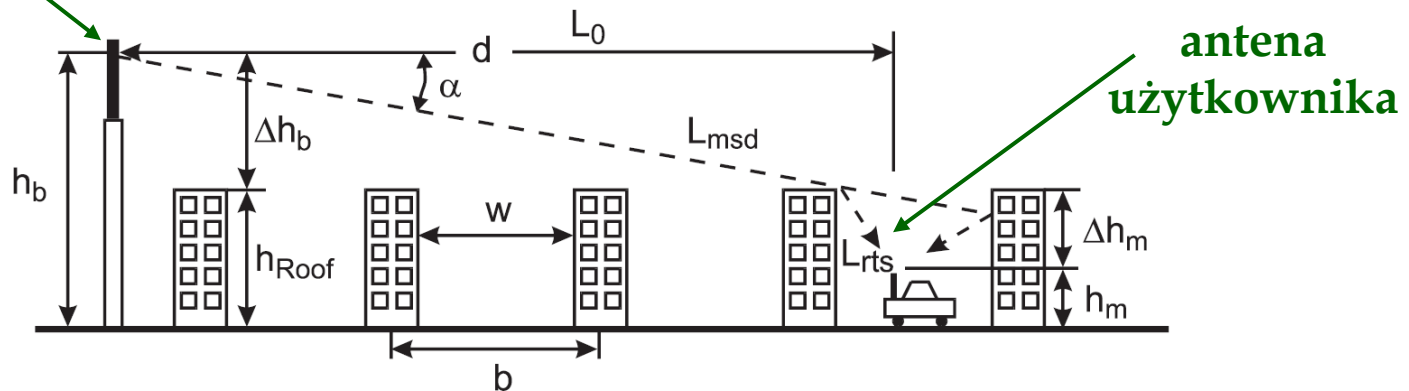 L₀
d
α
antena
użytkownika
Δhb
Lmsd
hb
w
hRoof
Lrts
Δhm
hm
b